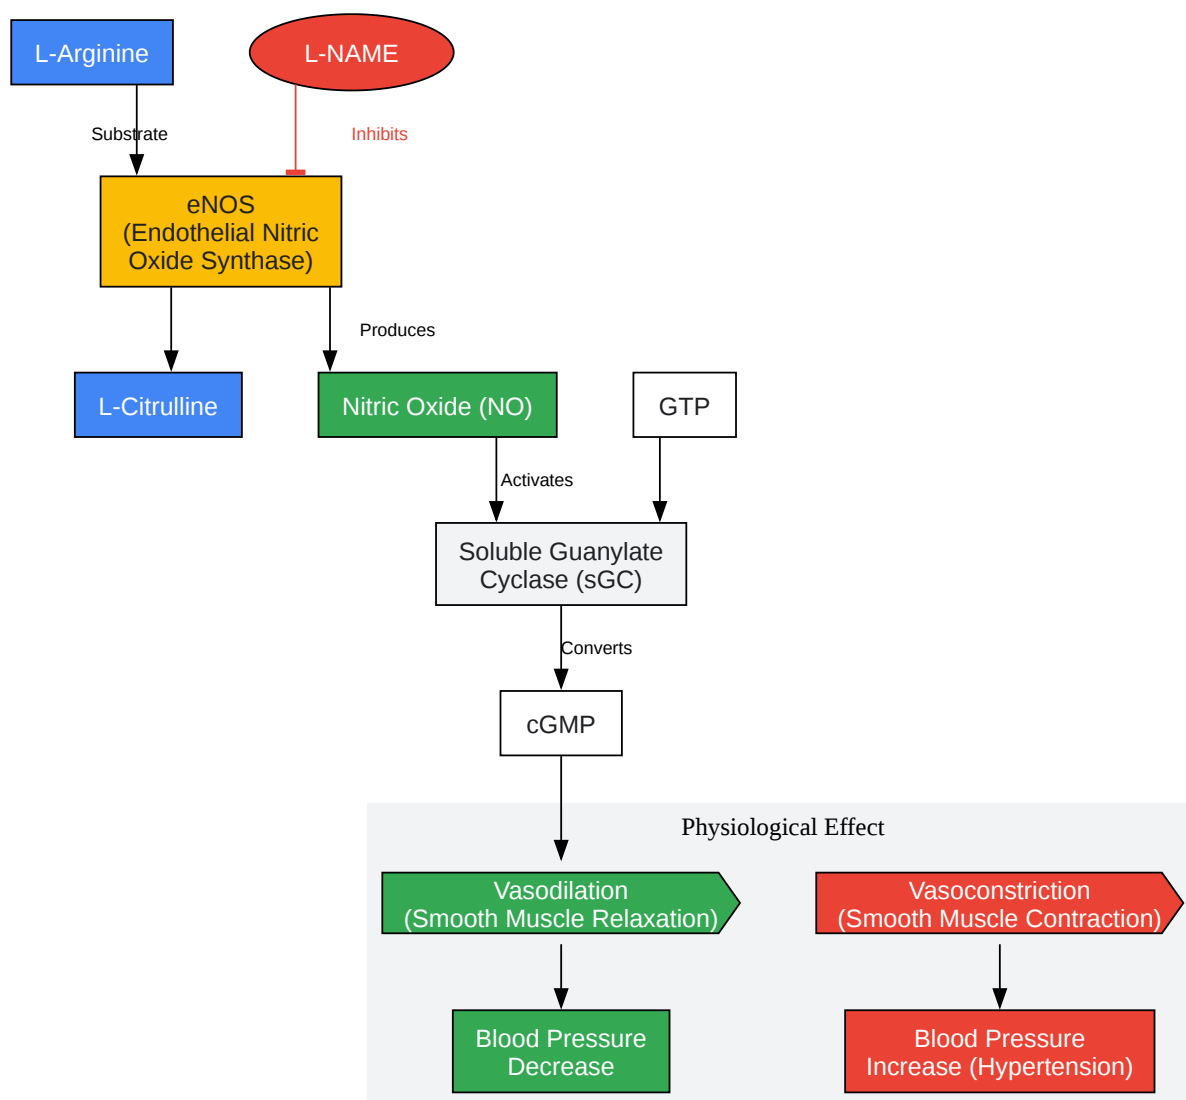 L-Arginine
L-NAME
Substrate
Inhibits
eNOS
(Endothelial Nitric
Oxide Synthase)
Produces
L-Citrulline
Nitric Oxide (NO)
GTP
Activates
Soluble Guanylate
Cyclase (sGC)
Converts
cGMP
Physiological Effect
Vasodilation
(Smooth Muscle Relaxation)
Vasoconstriction
(Smooth Muscle Contraction)
Blood Pressure
Decrease
Blood Pressure
Increase (Hypertension)